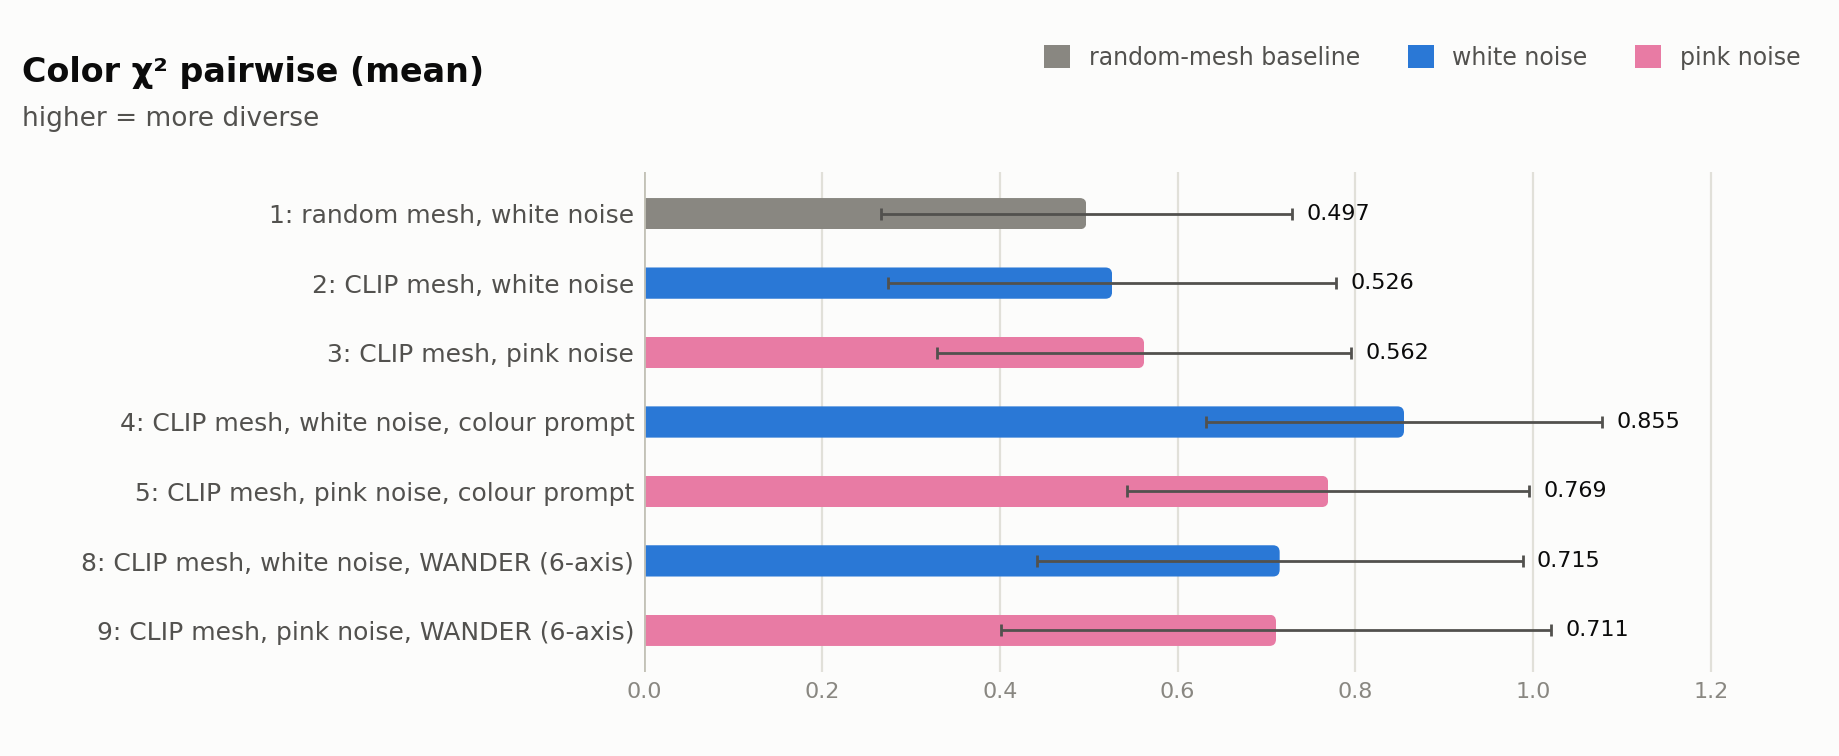 Color χ² pairwise (mean)
higher = more diverse
random-mesh baseline
white noise
pink noise
1: random mesh, white noise
0.497
2: CLIP mesh, white noise
0.526
3: CLIP mesh, pink noise
0.562
4: CLIP mesh, white noise, colour prompt
0.855
5: CLIP mesh, pink noise, colour prompt
0.769
8: CLIP mesh, white noise, WANDER (6-axis)
0.715
9: CLIP mesh, pink noise, WANDER (6-axis)
0.711
0.0 0.2 0.4 0.6 0.8 1.0 1.2